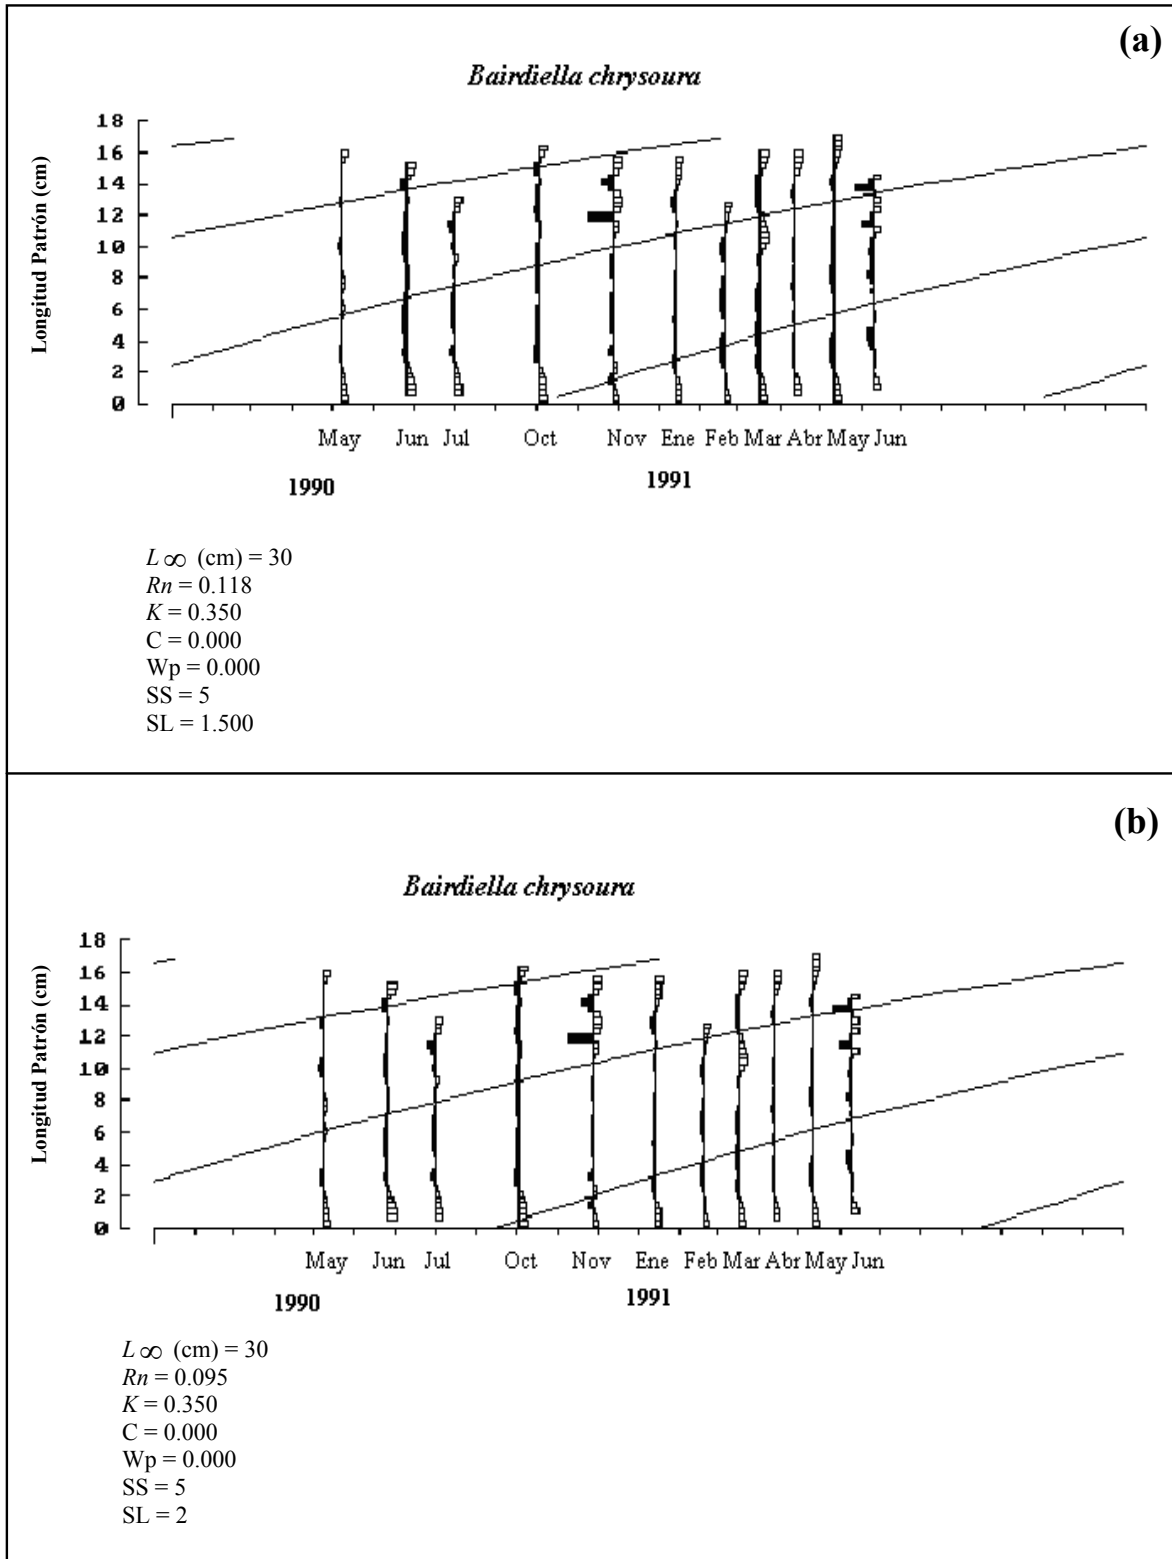 (a)
Bairdiella chrysoura
Longitud Patrón (cm)
18
16
14
12
10
8
6
4
2
0
May Jun Jul Oct Nov Ene Feb Mar Abr May Jun
1990 1991
L∞ (cm) = 30
Rn = 0.118
K = 0.350
C = 0.000
Wp = 0.000
SS = 5
SL = 1.500
(b)
Bairdiella chrysoura
Longitud Patrón (cm)
18
16
14
12
10
8
6
4
2
0
May Jun Jul Oct Nov Ene Feb Mar Abr May Jun
1990 1991
L∞ (cm) = 30
Rn = 0.095
K = 0.350
C = 0.000
Wp = 0.000
SS = 5
SL = 2